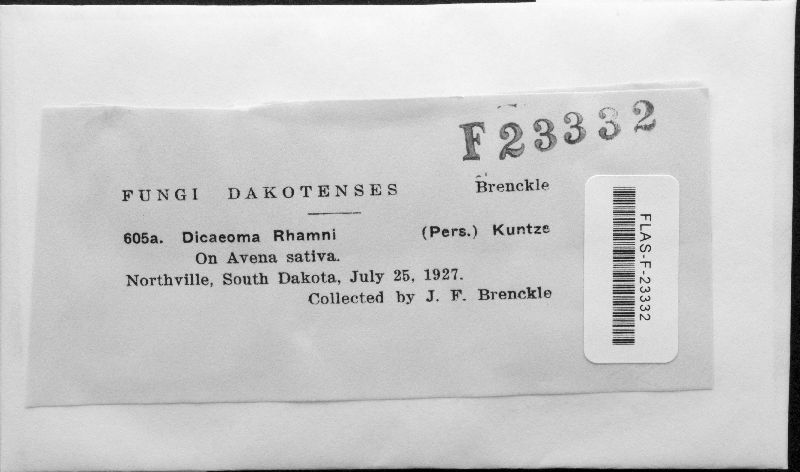 F23332
FUNGI DAKOTENSES Brenckle
605a. Dicaeoma Rhamni (Pers.) Kuntze
On Avena sativa.
Northville, South Dakota, July 25, 1927.
Collected by J. F. Brenckle
FLAS-F-23332